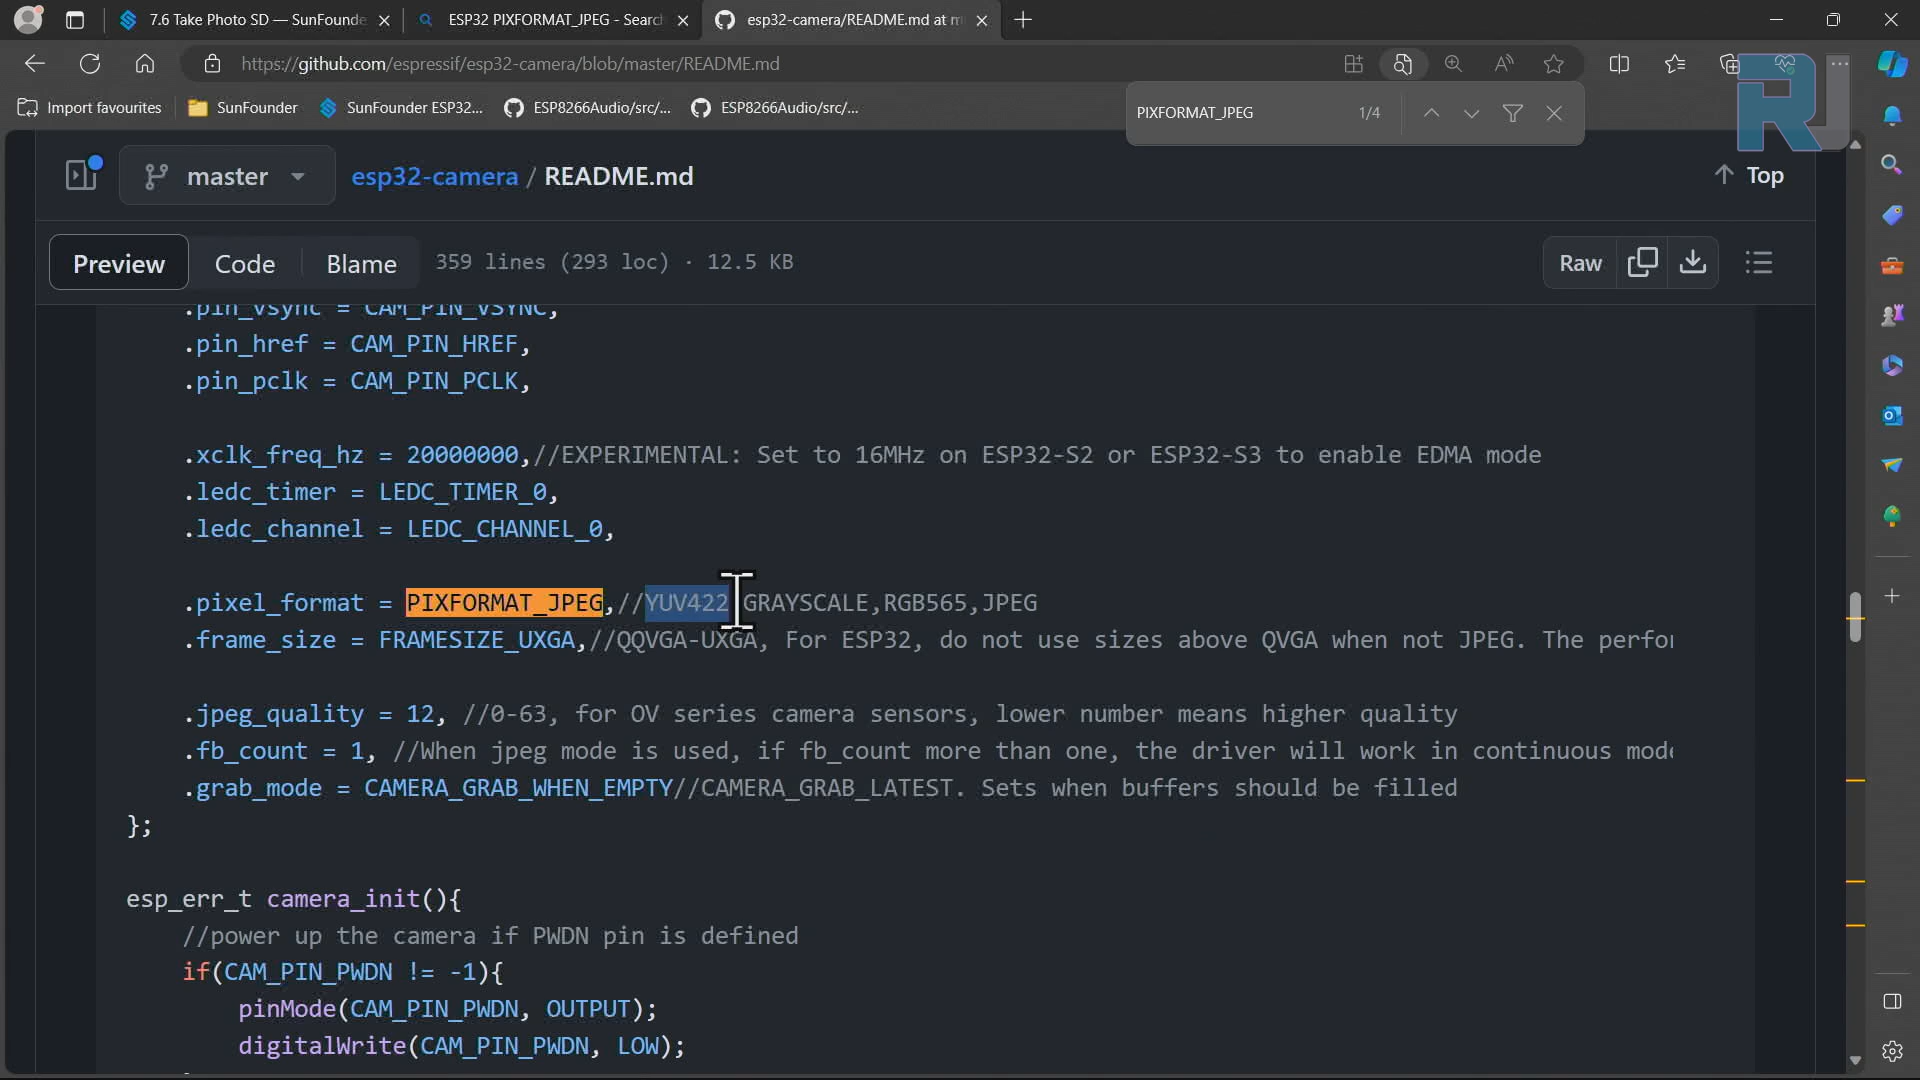 7.6 Take Photo SD — SunFounde
ESP32 PIXFORMAT_JPEG - Search
esp32-camera/README.md at m
https://github.com/espressif/esp32-camera/blob/master/README.md
Import favourites
SunFounder
SunFounder ESP32...
ESP8266Audio/src/...
ESP8266Audio/src/...
PIXFORMAT_JPEG
1/4
RJ
master
esp32-camera / README.md
Top
Preview
Code
Blame
359 lines (293 loc) · 12.5 KB
Raw
.pin_vsync = CAM_PIN_VSYNC,
.pin_href = CAM_PIN_HREF,
.pin_pclk = CAM_PIN_PCLK,
.xclk_freq_hz = 20000000,//EXPERIMENTAL: Set to 16MHz on ESP32-S2 or ESP32-S3 to enable EDMA mode
.ledc_timer = LEDC_TIMER_0,
.ledc_channel = LEDC_CHANNEL_0,
.pixel_format = PIXFORMAT_JPEG,//YUV422,GRAYSCALE,RGB565,JPEG
.frame_size = FRAMESIZE_UXGA,//QQVGA-UXGA, For ESP32, do not use sizes above QVGA when not JPEG. The perfor
.jpeg_quality = 12, //0-63, for OV series camera sensors, lower number means higher quality
.fb_count = 1, //When jpeg mode is used, if fb_count more than one, the driver will work in continuous mode
.grab_mode = CAMERA_GRAB_WHEN_EMPTY//CAMERA_GRAB_LATEST. Sets when buffers should be filled
};
esp_err_t camera_init(){
//power up the camera if PWDN pin is defined
if(CAM_PIN_PWDN != -1){
pinMode(CAM_PIN_PWDN, OUTPUT);
digitalWrite(CAM_PIN_PWDN, LOW);